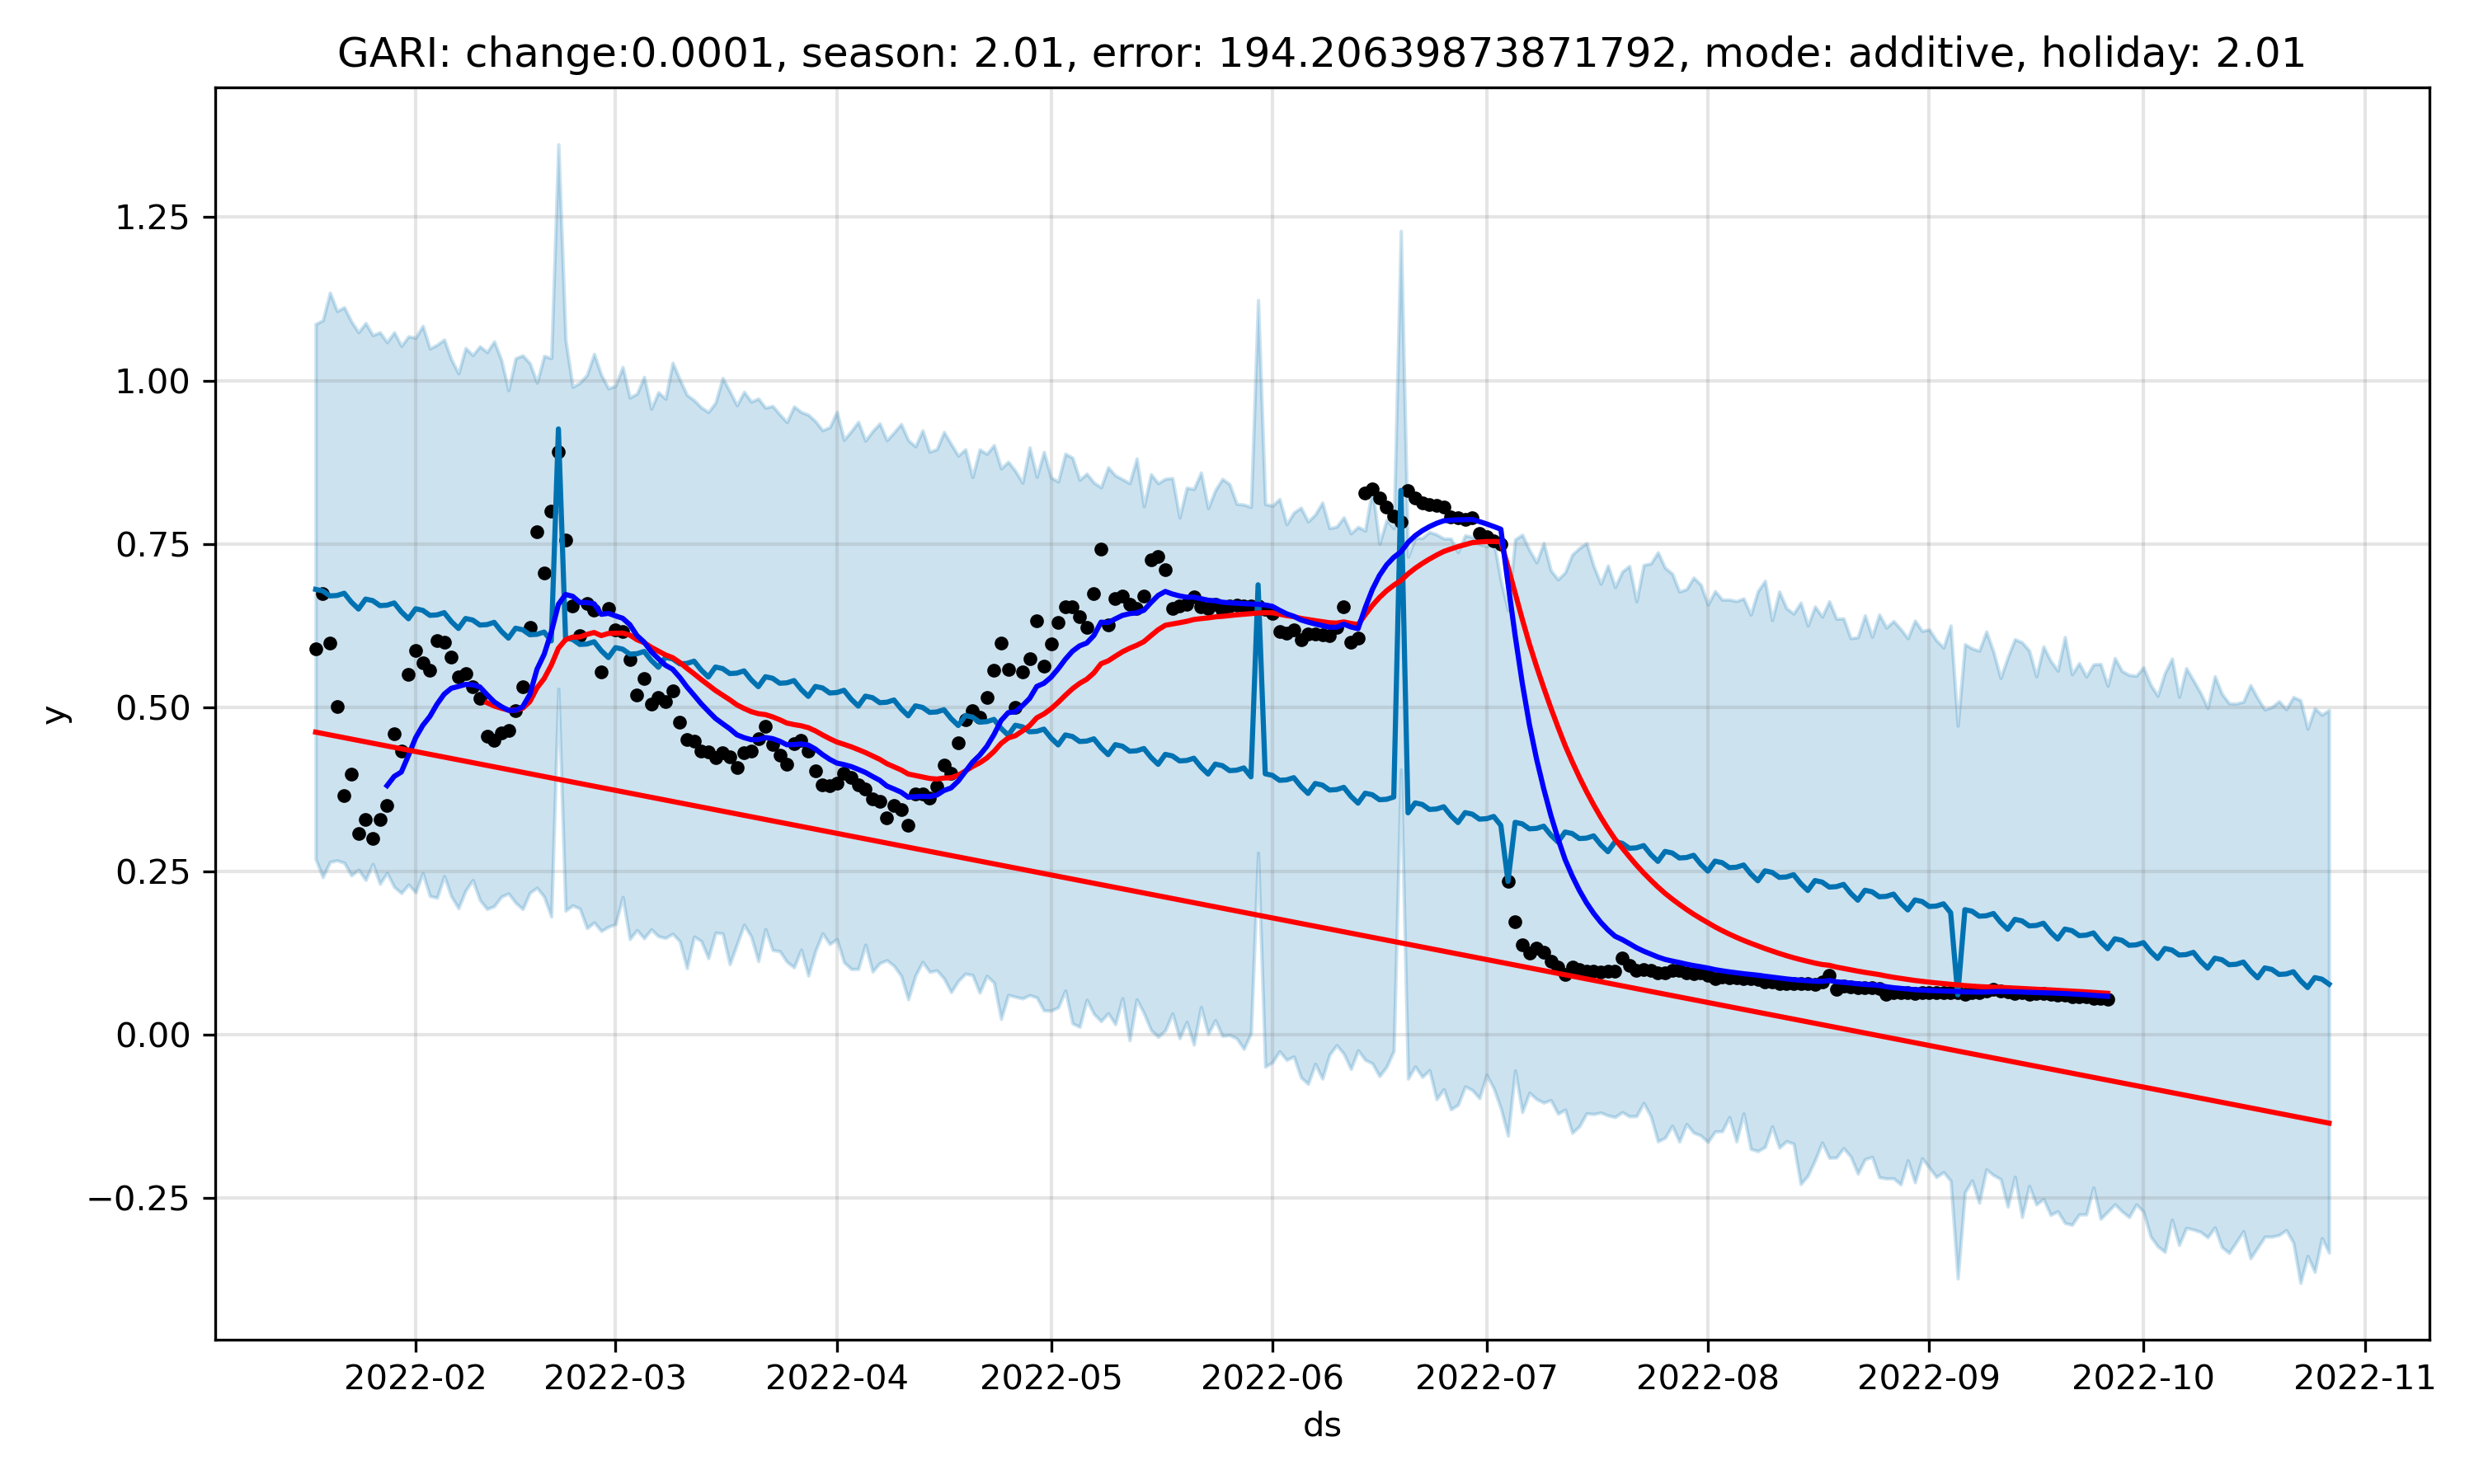 GARI: change:0.0001, season: 2.01, error: 194.20639873871792, mode: additive, holiday: 2.01
1.25
1.00
0.75
y
0.50
0.25
0.00
−0.25
2022-02 2022-03 2022-04 2022-05 2022-06 2022-07 2022-08 2022-09 2022-10 2022-11
ds